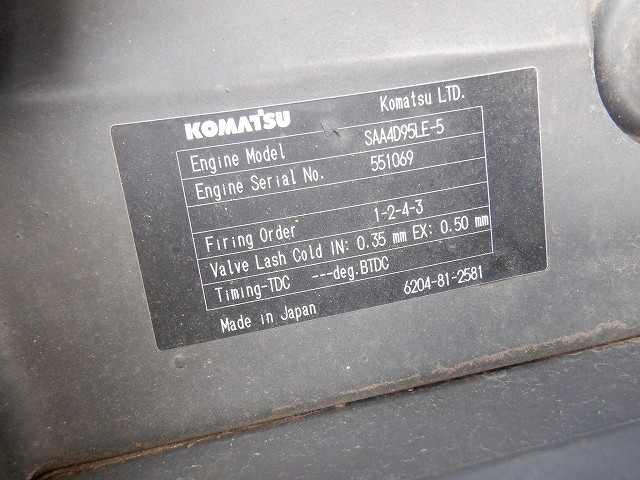 KOMATSU Komatsu LTD.
Engine Model SAA4D95LE-5
Engine Serial No. 551069
Firing Order 1-2-4-3
Valve Lash Cold IN: 0.35 mm EX: 0.50 mm
Timing-TDC ---deg.BTDC
Made in Japan 6204-81-2581